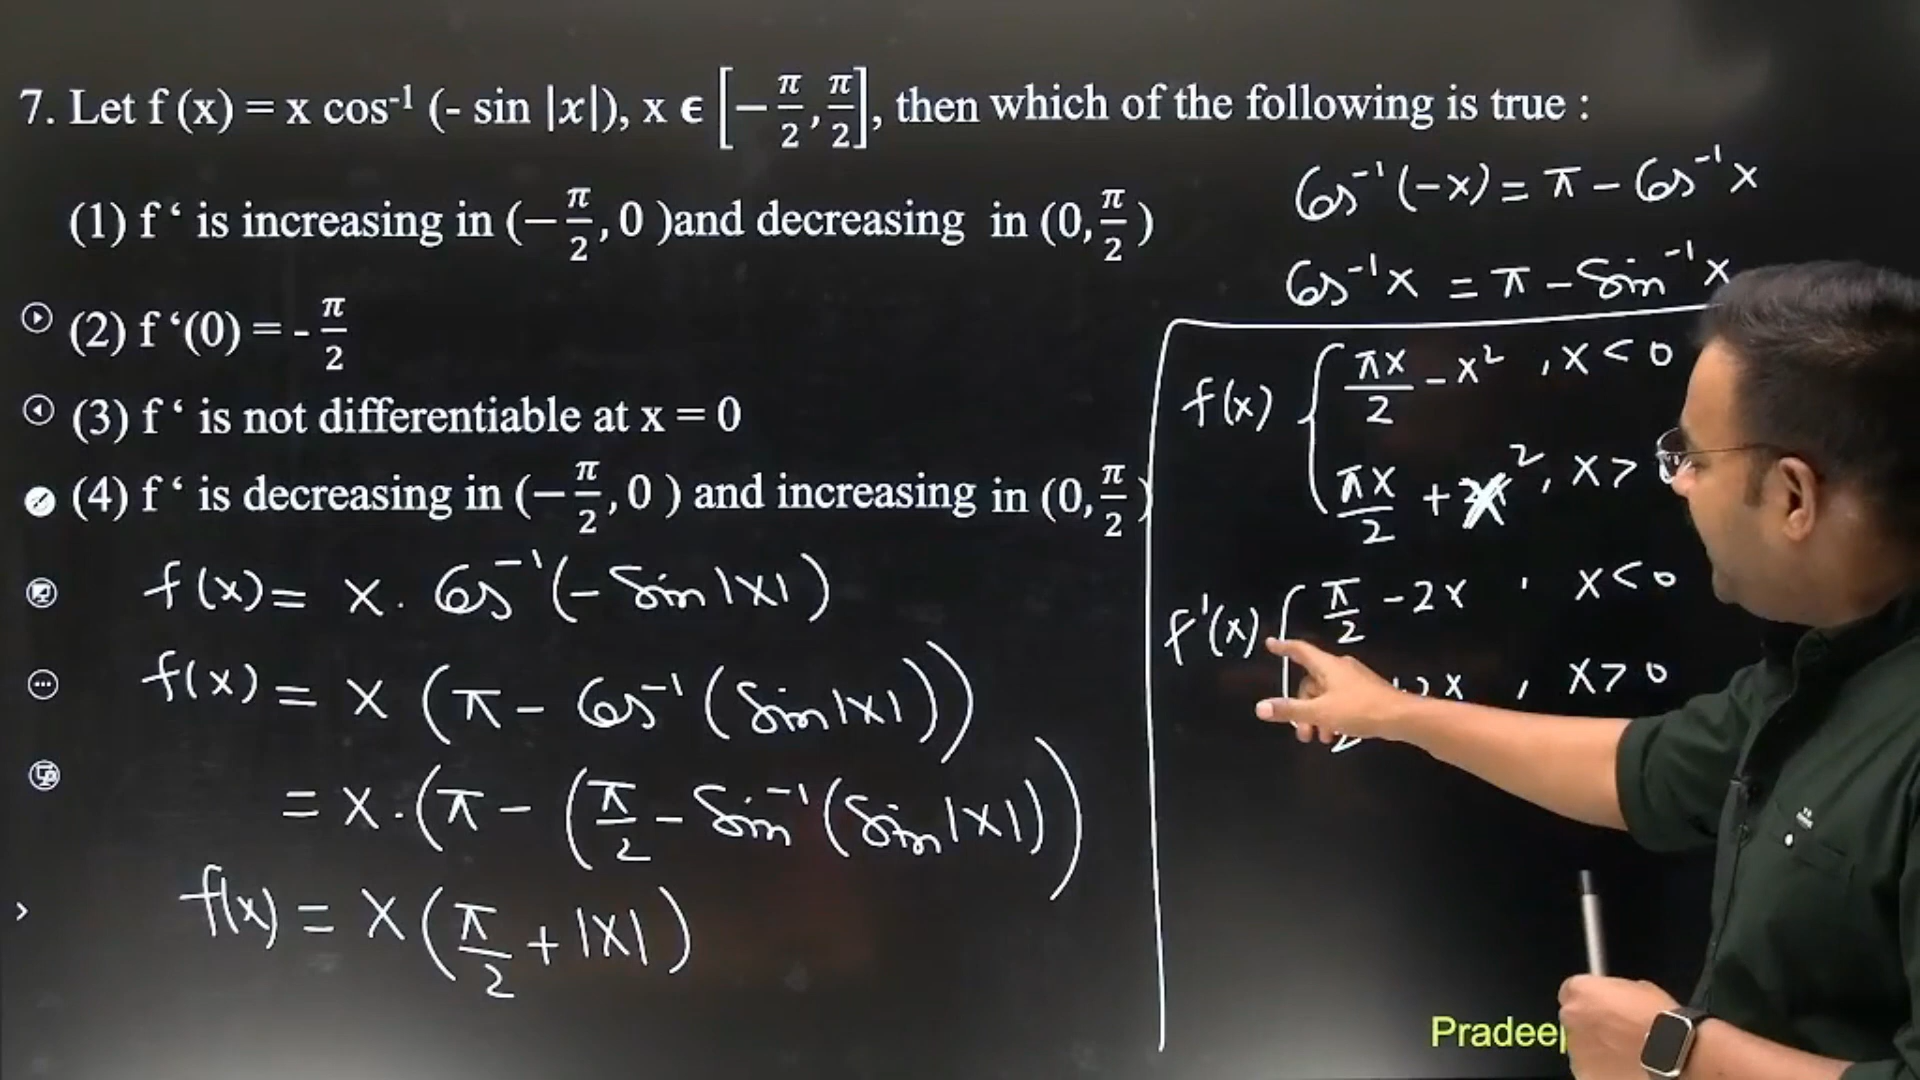 7. Let f (x) = x cos⁻¹ (- sin |x|), x ϵ [−π/2, π/2], then which of the following is true :
(1) f ‘ is increasing in (−π/2, 0 )and decreasing in (0, π/2 )
(2) f ‘(0) = - π/2
(3) f ‘ is not differentiable at x = 0
(4) f ‘ is decreasing in (−π/2, 0 ) and increasing in (0, π/2 )
f(x) = x . Cos⁻¹(- Sin|x|)
f(x) = x (π - Cos⁻¹(Sin|x|))
= x . (π - (π/2 - Sin⁻¹(Sin|x|))
f(x) = x (π/2 + |x|)
Cos⁻¹(-x) = π - Cos⁻¹x
Cos⁻¹x = π - Sin⁻¹x
f(x) { πx/2 - x² , x < 0
πx/2 + x² , x >
f'(x) { π/2 - 2x , x < 0
x , x > 0
2